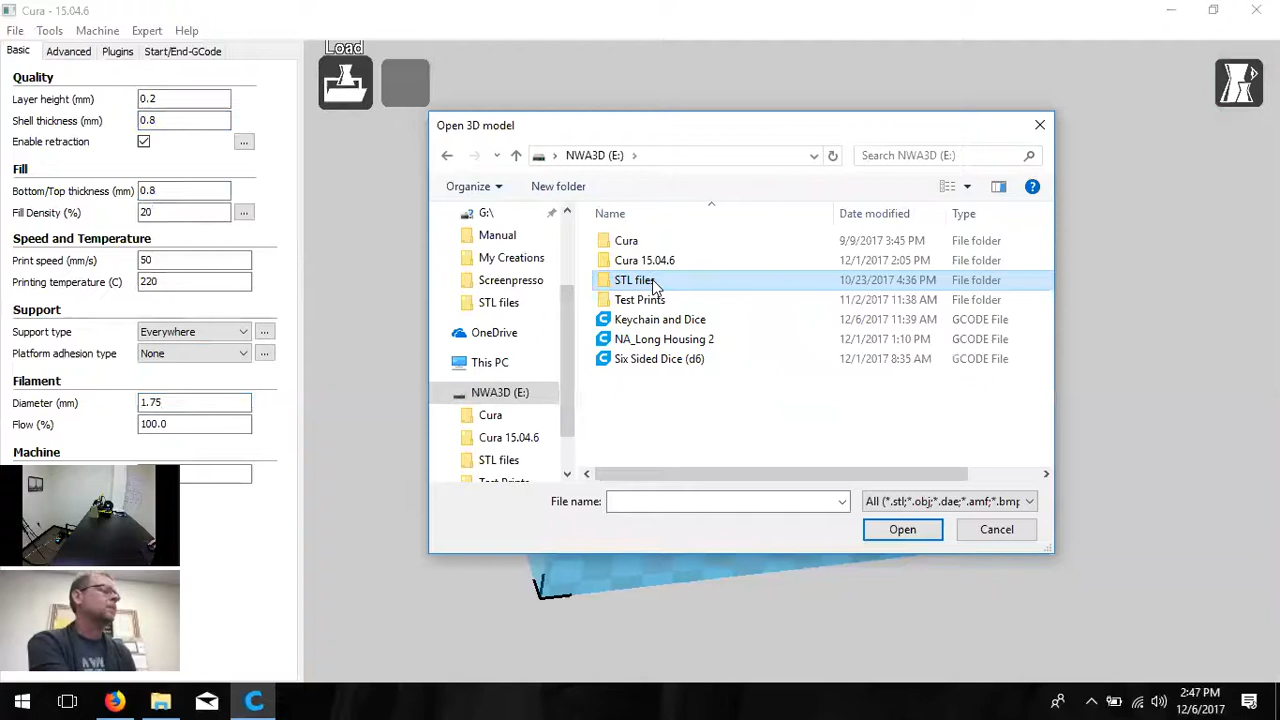 Cura - 15.04.6
File Tools Machine Expert Help
Basic Advanced Plugins Start/End-GCode
Load
Quality
Layer height (mm) 0.2
Shell thickness (mm) 0.8
Enable retraction ...
Fill
Bottom/Top thickness (mm) 0.8
Fill Density (%) 20 ...
Speed and Temperature
Print speed (mm/s) 50
Printing temperature (C) 220
Support
Support type Everywhere ...
Platform adhesion type None ...
Filament
Diameter (mm) 1.75
Flow (%) 100.0
Machine
Open 3D model
NWA3D (E:) Search NWA3D (E:)
Organize New folder
G:\
Manual
My Creations
Screenpresso
STL files
OneDrive
This PC
NWA3D (E:)
Cura
Cura 15.04.6
STL files
Test Prints
Name Date modified Type
Cura 9/9/2017 3:45 PM File folder
Cura 15.04.6 12/1/2017 2:05 PM File folder
STL files 10/23/2017 4:36 PM File folder
Test Prints 11/2/2017 11:38 AM File folder
Keychain and Dice 12/6/2017 11:39 AM GCODE File
NA_Long Housing 2 12/1/2017 1:10 PM GCODE File
Six Sided Dice (d6) 12/1/2017 8:35 AM GCODE File
File name: All (*.stl;*.obj;*.dae;*.amf;*.bmp
Open Cancel
2:47 PM
12/6/2017